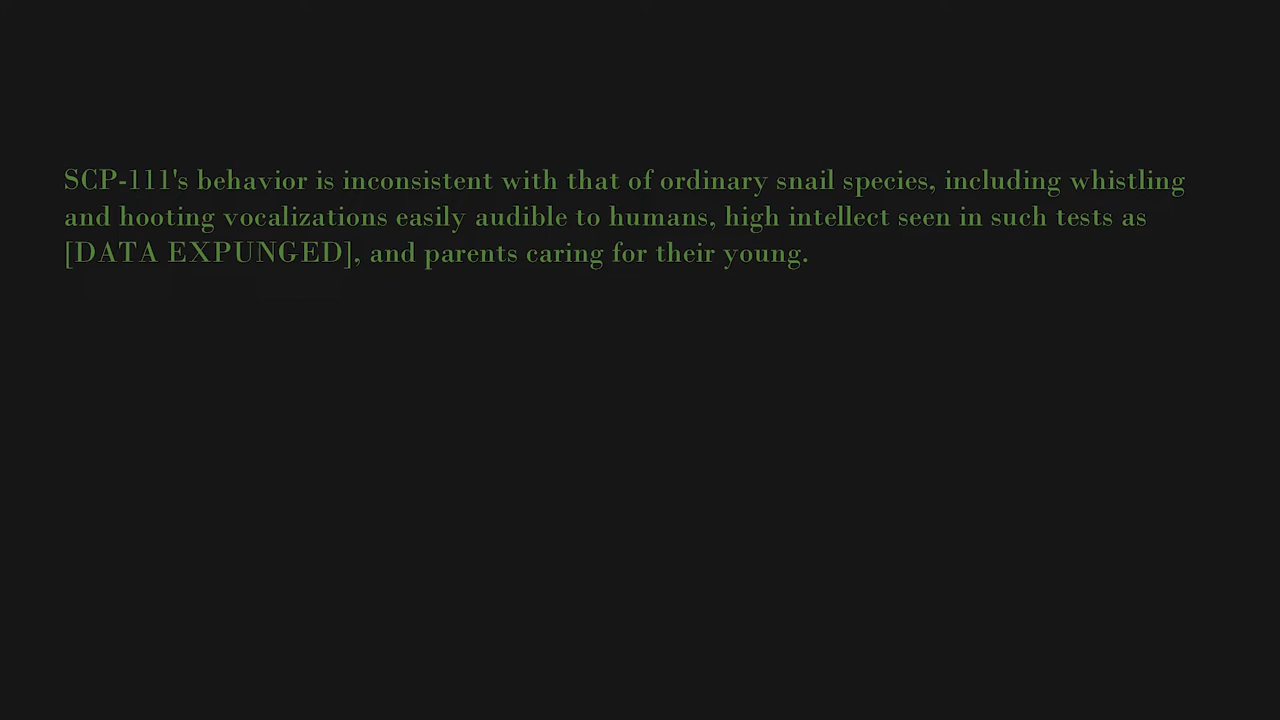 SCP-111's behavior is inconsistent with that of ordinary snail species, including whistling
and hooting vocalizations easily audible to humans, high intellect seen in such tests as
[DATA EXPUNGED], and parents caring for their young.